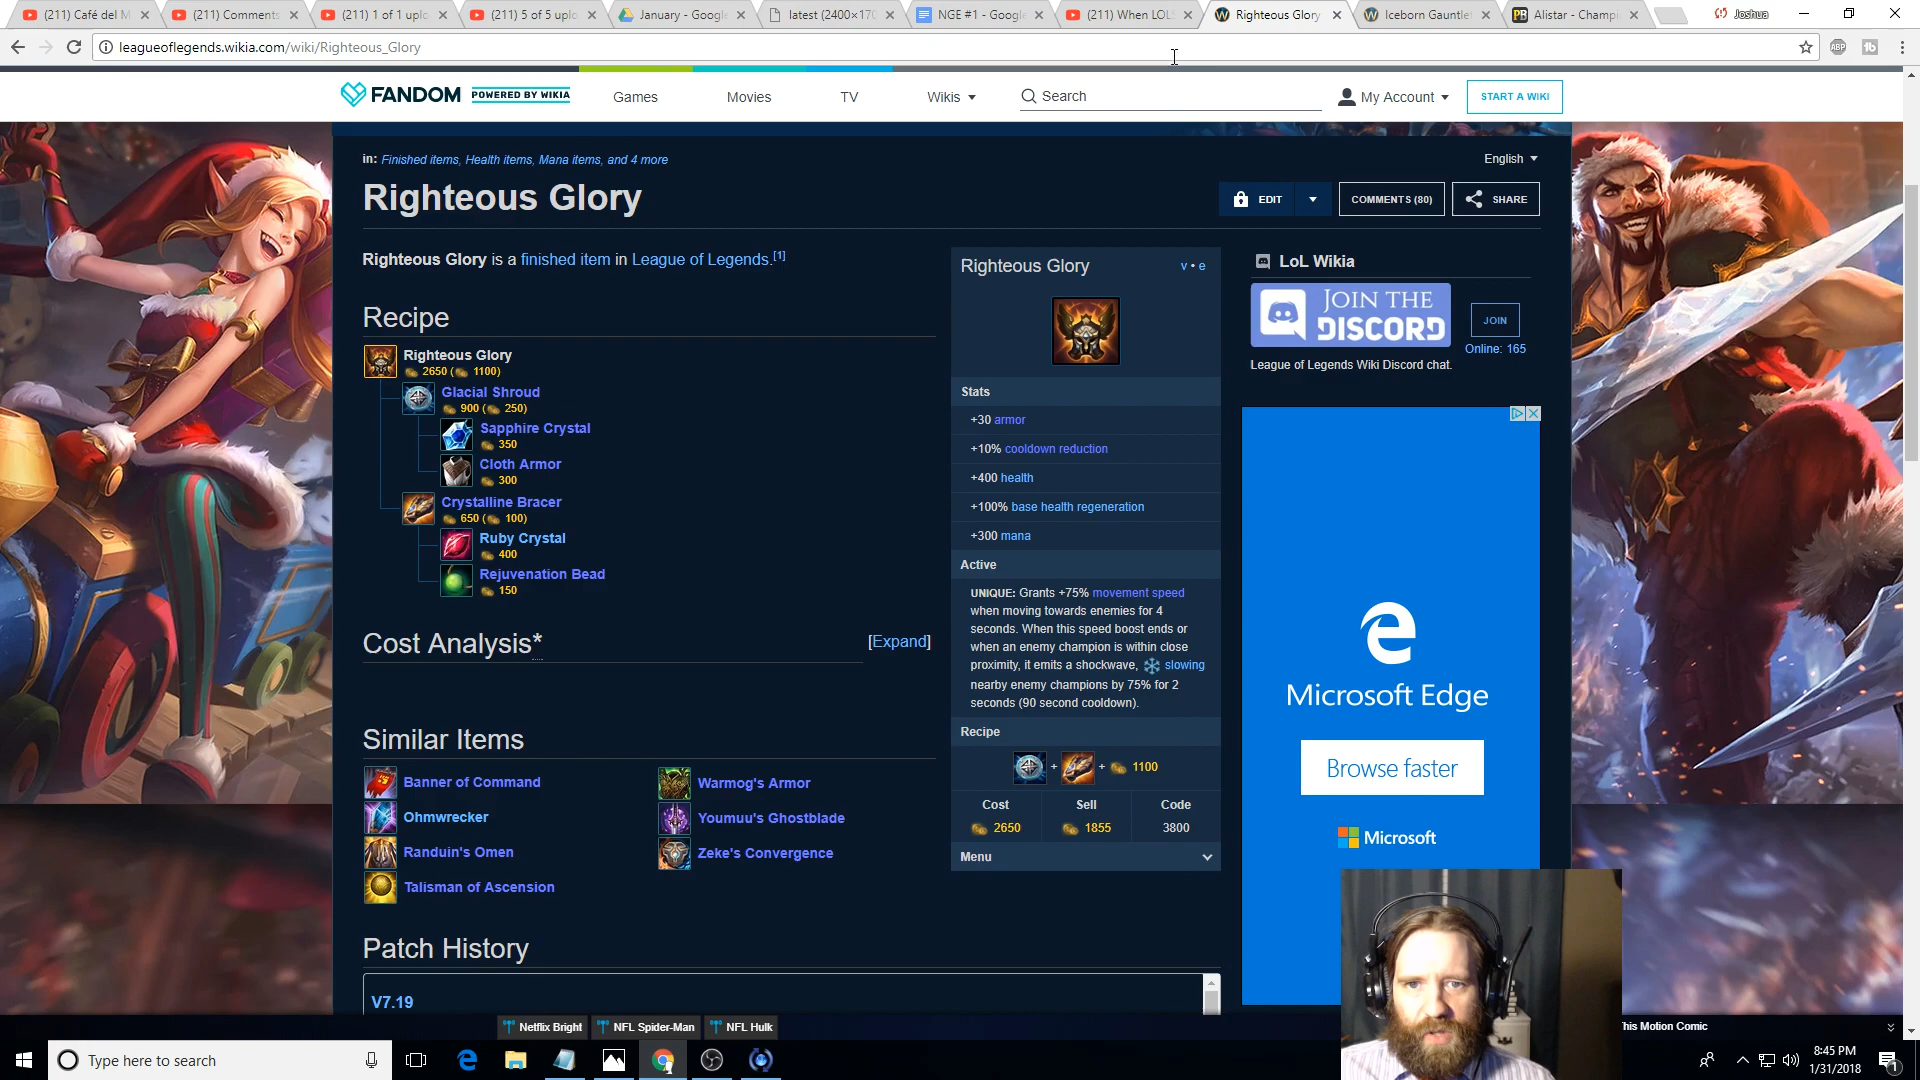 (211) Café del M
(211) Comments
(211) 1 of 1 uplo
(211) 5 of 5 uplo
January - Google
latest (2400×170
NGE #1 - Google
(211) When LOL
Righteous Glory
Iceborn Gauntle
Alistar - Champi
Joshua
leagueoflegends.wikia.com/wiki/Righteous_Glory
FANDOM POWERED BY WIKIA
Games
Movies
TV
Wikis
Search
My Account
START A WIKI
in: Finished items, Health items, Mana items, and 4 more
English
Righteous Glory
EDIT
COMMENTS (80)
SHARE
Righteous Glory is a finished item in League of Legends.[1]
Recipe
Righteous Glory
2650 ( 1100)
Glacial Shroud
900 ( 250)
Sapphire Crystal
350
Cloth Armor
300
Crystalline Bracer
650 ( 100)
Ruby Crystal
400
Rejuvenation Bead
150
Cost Analysis*
[Expand]
Similar Items
Banner of Command
Ohmwrecker
Randuin's Omen
Talisman of Ascension
Warmog's Armor
Youmuu's Ghostblade
Zeke's Convergence
Patch History
V7.19
Righteous Glory
v • e
Stats
+30 armor
+10% cooldown reduction
+400 health
+100% base health regeneration
+300 mana
Active
UNIQUE: Grants +75% movement speed
when moving towards enemies for 4
seconds. When this speed boost ends or
when an enemy champion is within close
proximity, it emits a shockwave, slowing
nearby enemy champions by 75% for 2
seconds (90 second cooldown).
Recipe
+ + 1100
Cost Sell Code
2650 1855 3800
Menu
LoL Wikia
JOIN THE
DISCORD
JOIN
Online: 165
League of Legends Wiki Discord chat.
Microsoft Edge
Browse faster
Microsoft
Netflix Bright
NFL Spider-Man
NFL Hulk
This Motion Comic
Type here to search
8:45 PM
1/31/2018
1